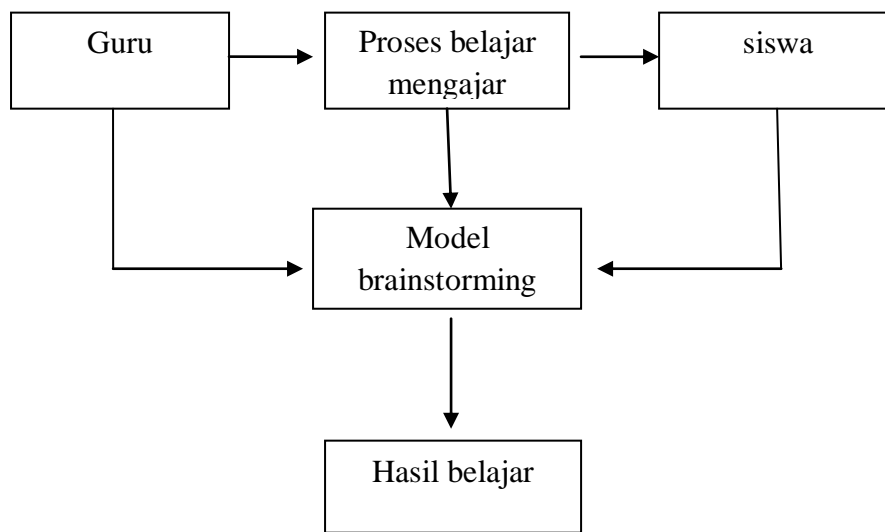 Guru
Proses belajar
mengajar
siswa
Model
brainstorming
Hasil belajar